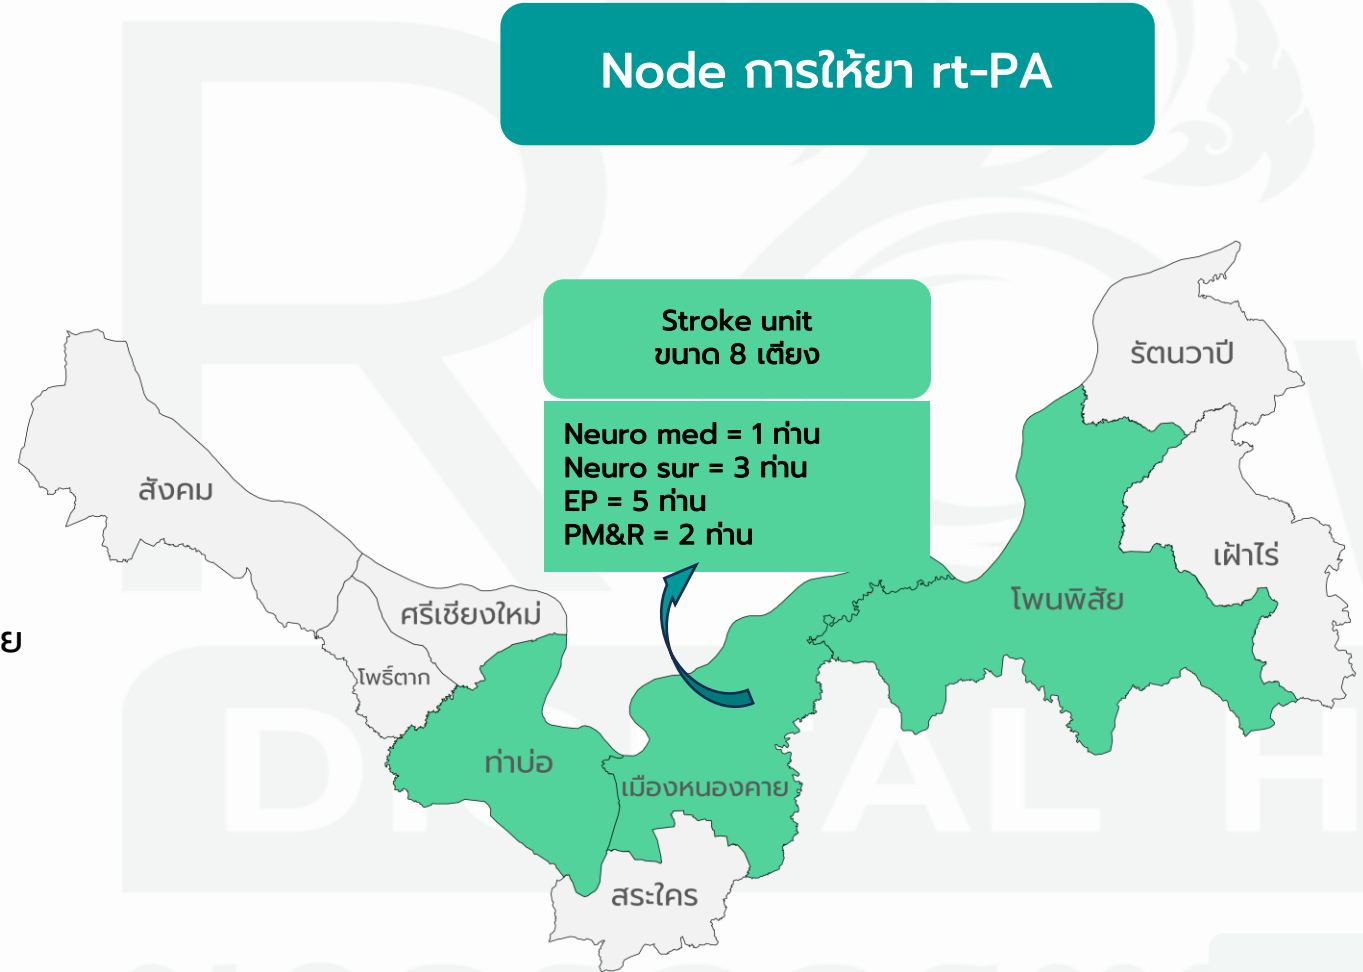 Node การให้ยา rt-PA
Stroke unit
ขนาด 8 เตียง
Neuro med = 1 ท่าน
Neuro sur = 3 ท่าน
EP = 5 ท่าน
PM&R = 2 ท่าน
รัตนวาปี
สังคม
เฝ้าไร่
โพนพิสัย
ศรีเชียงใหม่
ย
โพธิ์ตาก
ท่าบ่อ
เมืองหนองคาย
สระใคร